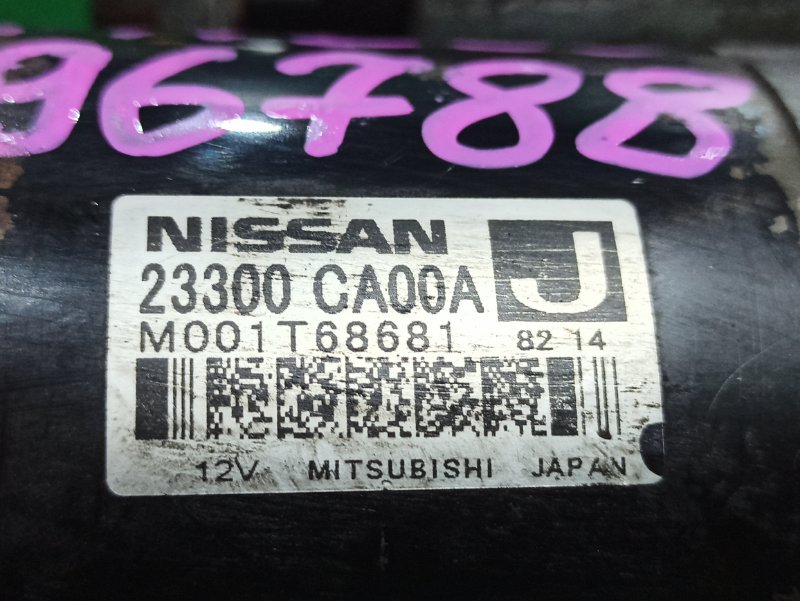 96788
NISSAN
J
23300 CA00A
M001T68681
82 14
12V MITSUBISHI JAPAN